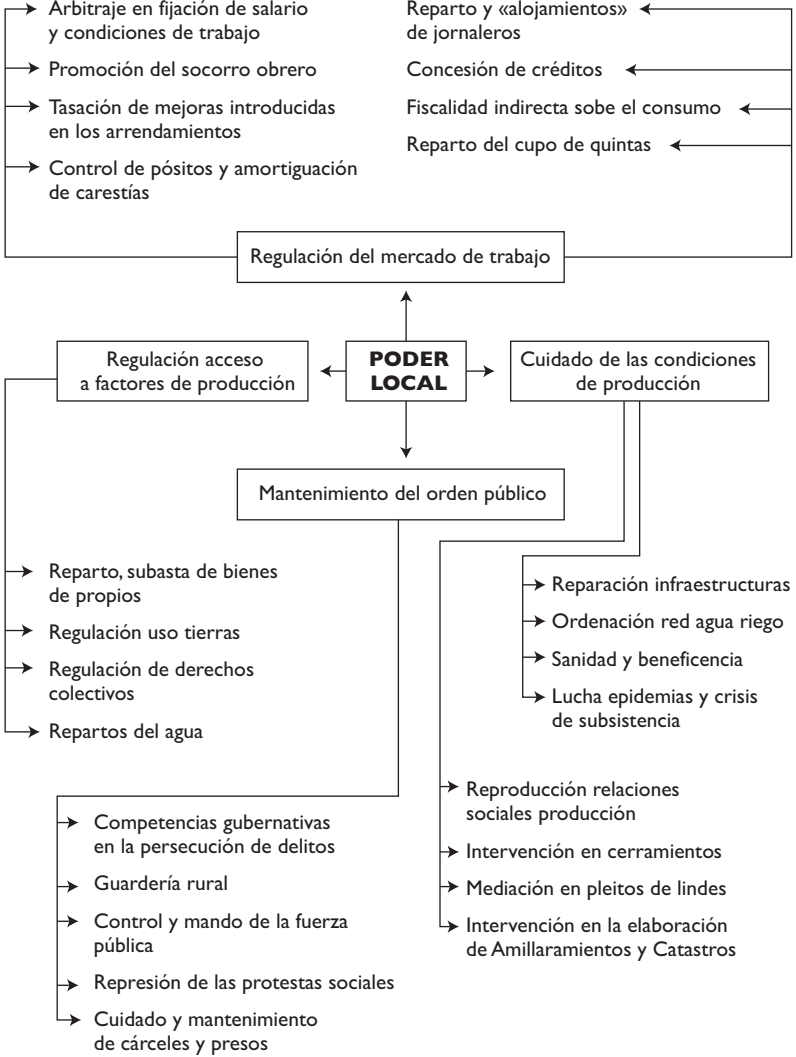 Arbitraje en fijación de salario
y condiciones de trabajo
Promoción del socorro obrero
Tasación de mejoras introducidas
en los arrendamientos
Control de pósitos y amortiguación
de carestías
Reparto y «alojamientos»
de jornaleros
Concesión de créditos
Fiscalidad indirecta sobe el consumo
Reparto del cupo de quintas
Regulación del mercado de trabajo
Regulación acceso
a factores de producción
PODER
LOCAL
Cuidado de las condiciones
de producción
Mantenimiento del orden público
Reparto, subasta de bienes
de propios
Regulación uso tierras
Regulación de derechos
colectivos
Repartos del agua
Reparación infraestructuras
Ordenación red agua riego
Sanidad y beneficencia
Lucha epidemias y crisis
de subsistencia
Reproducción relaciones
sociales producción
Intervención en cerramientos
Mediación en pleitos de lindes
Intervención en la elaboración
de Amillaramientos y Catastros
Competencias gubernativas
en la persecución de delitos
Guardería rural
Control y mando de la fuerza
pública
Represión de las protestas sociales
Cuidado y mantenimiento
de cárceles y presos